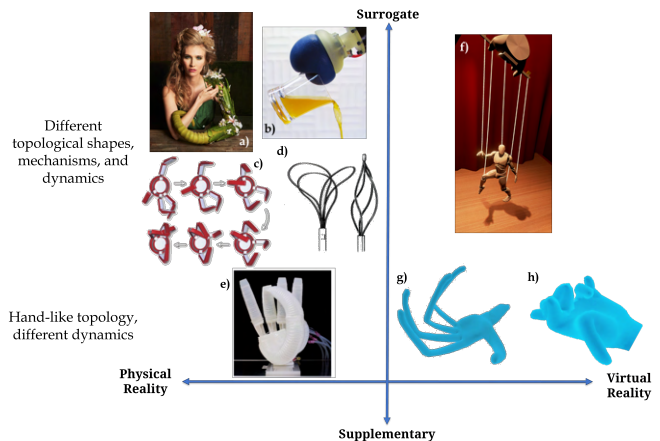 Surrogate
f)
a)
b)
Different
topological shapes,
mechanisms, and
dynamics
c)
d)
e)
g)
h)
Hand-like topology,
different dynamics
Physical
Reality
Virtual
Reality
Supplementary